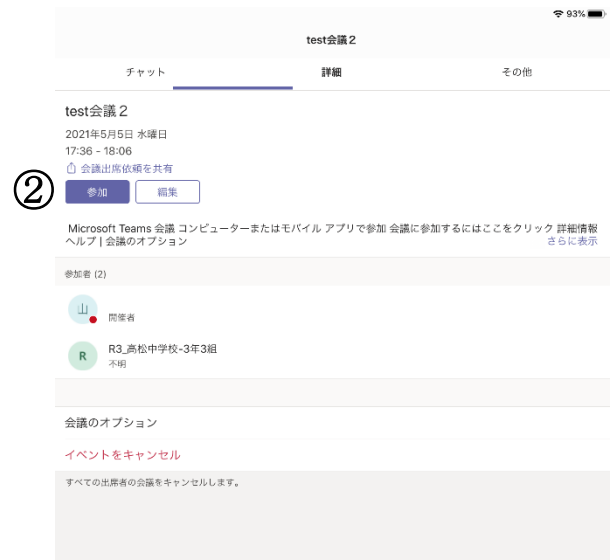 93%
test会議２
チャット 詳細 その他
test会議２
2021年5月5日 水曜日
17:36 - 18:06
会議出席依頼を共有
② 参加 編集
Microsoft Teams 会議 コンピューターまたはモバイル アプリで参加 会議に参加するにはここをクリック 詳細情報
ヘルプ | 会議のオプション さらに表示
参加者 (2)
山
開催者
R R3_高松中学校-3年3組
不明
会議のオプション
イベントをキャンセル
すべての出席者の会議をキャンセルします。